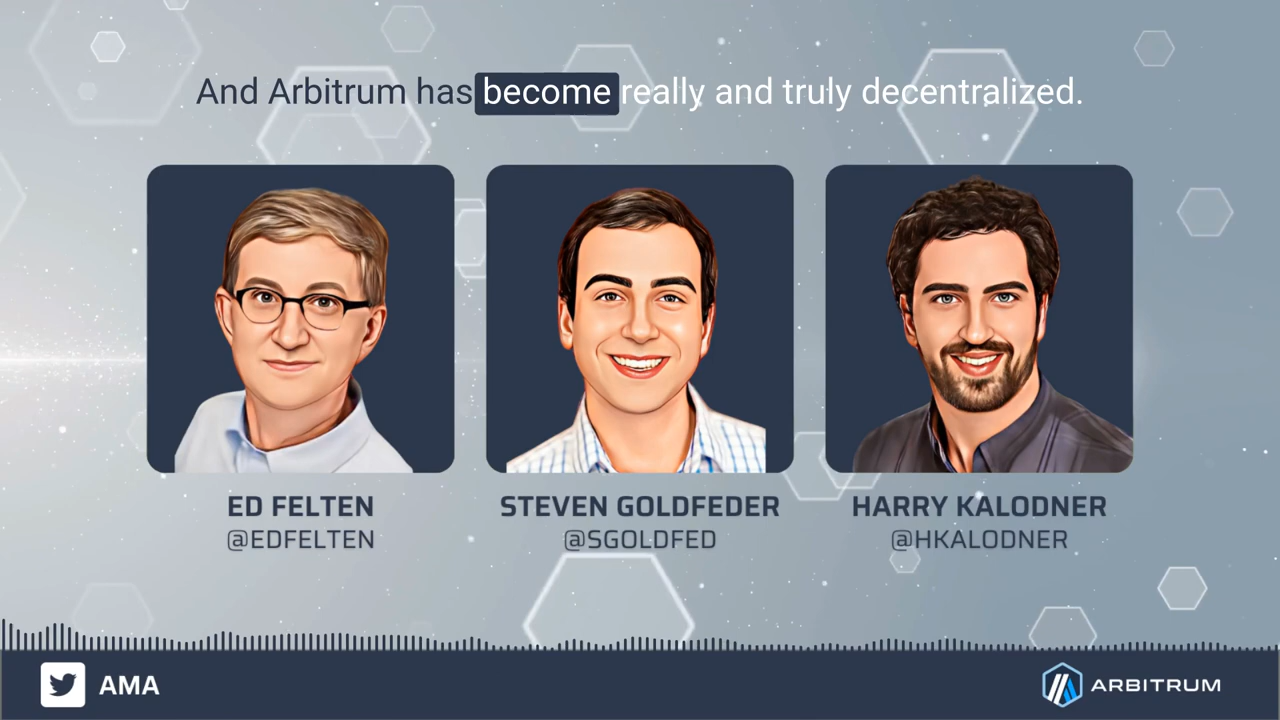 And Arbitrum has become really and truly decentralized.
ED FELTEN
@EDFELTEN
STEVEN GOLDFEDER
@SGOLDFED
HARRY KALODNER
@HKALODNER
AMA
ARBITRUM